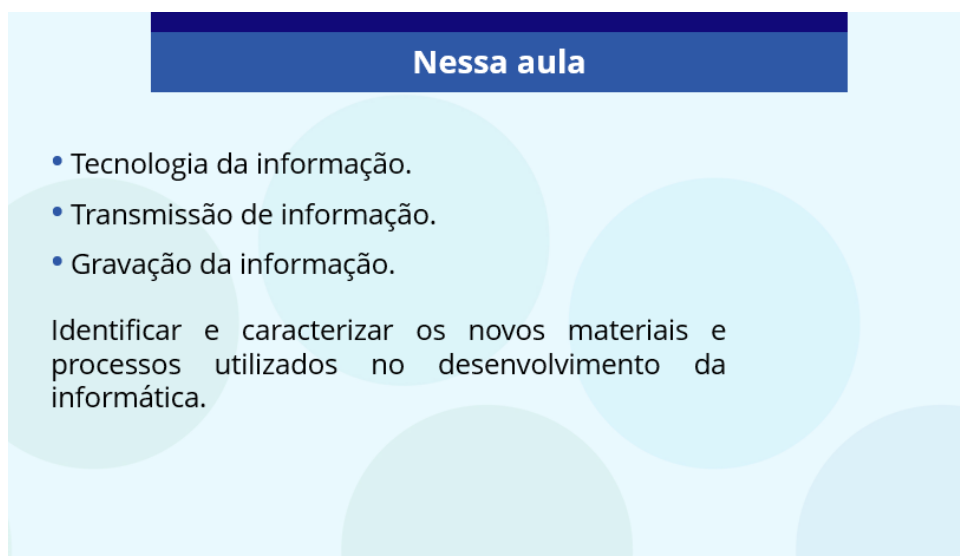 Nessa aula
• Tecnologia da informação.
• Transmissão de informação.
• Gravação da informação.
Identificar e caracterizar os novos materiais e
processos utilizados no desenvolvimento da
informática.